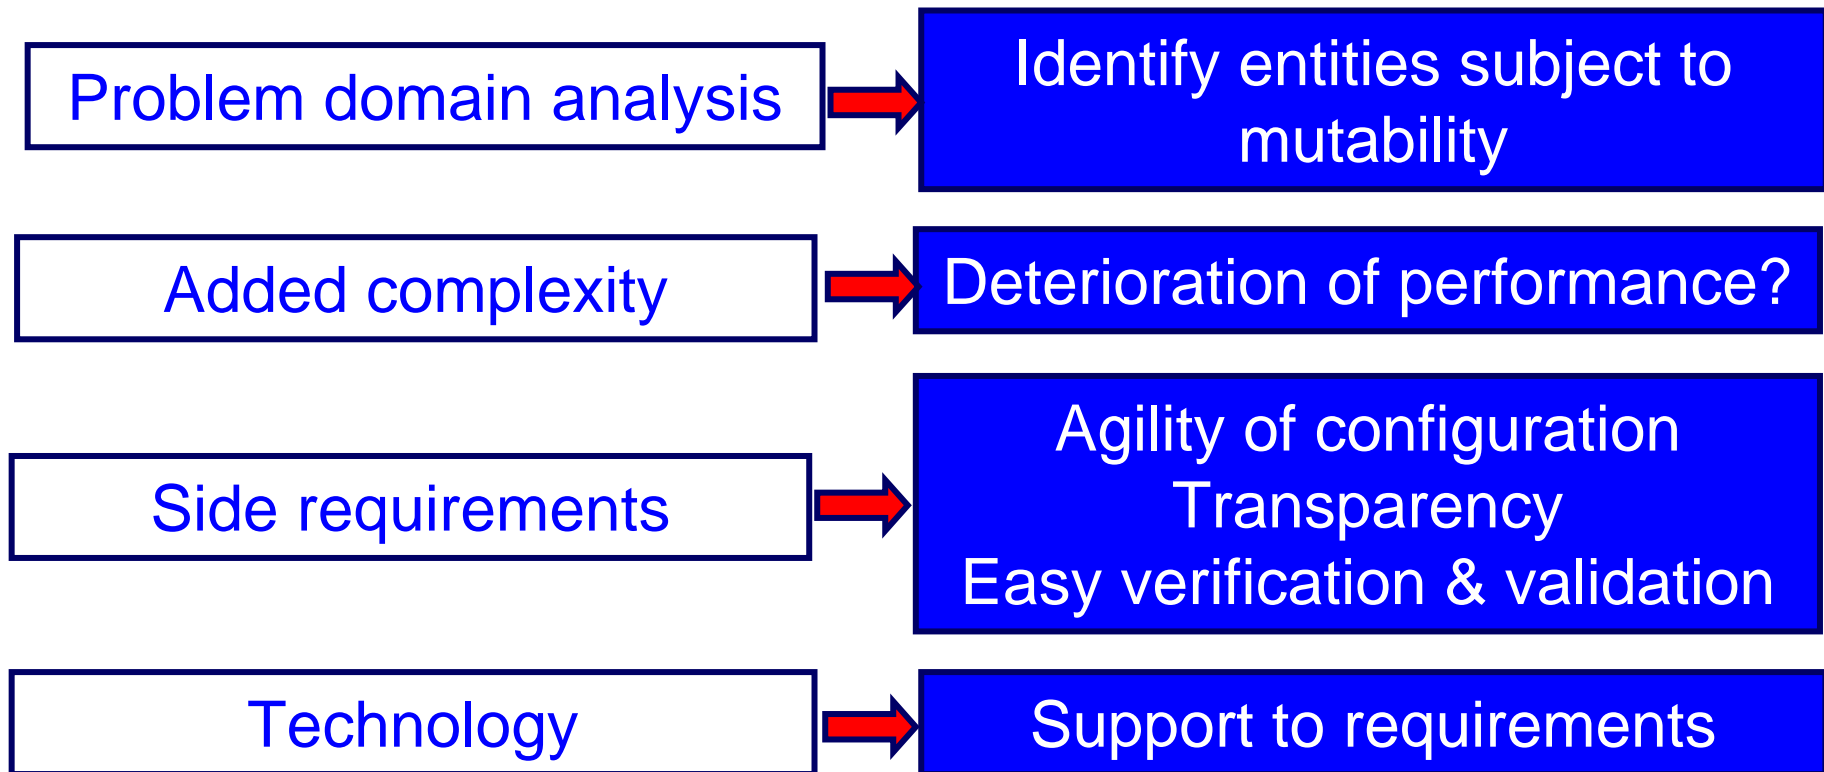 Problem domain analysis
Identify entities subject to
mutability
Added complexity
Deterioration of performance?
Side requirements
Agility of configuration
Transparency
Easy verification & validation
Technology
Support to requirements